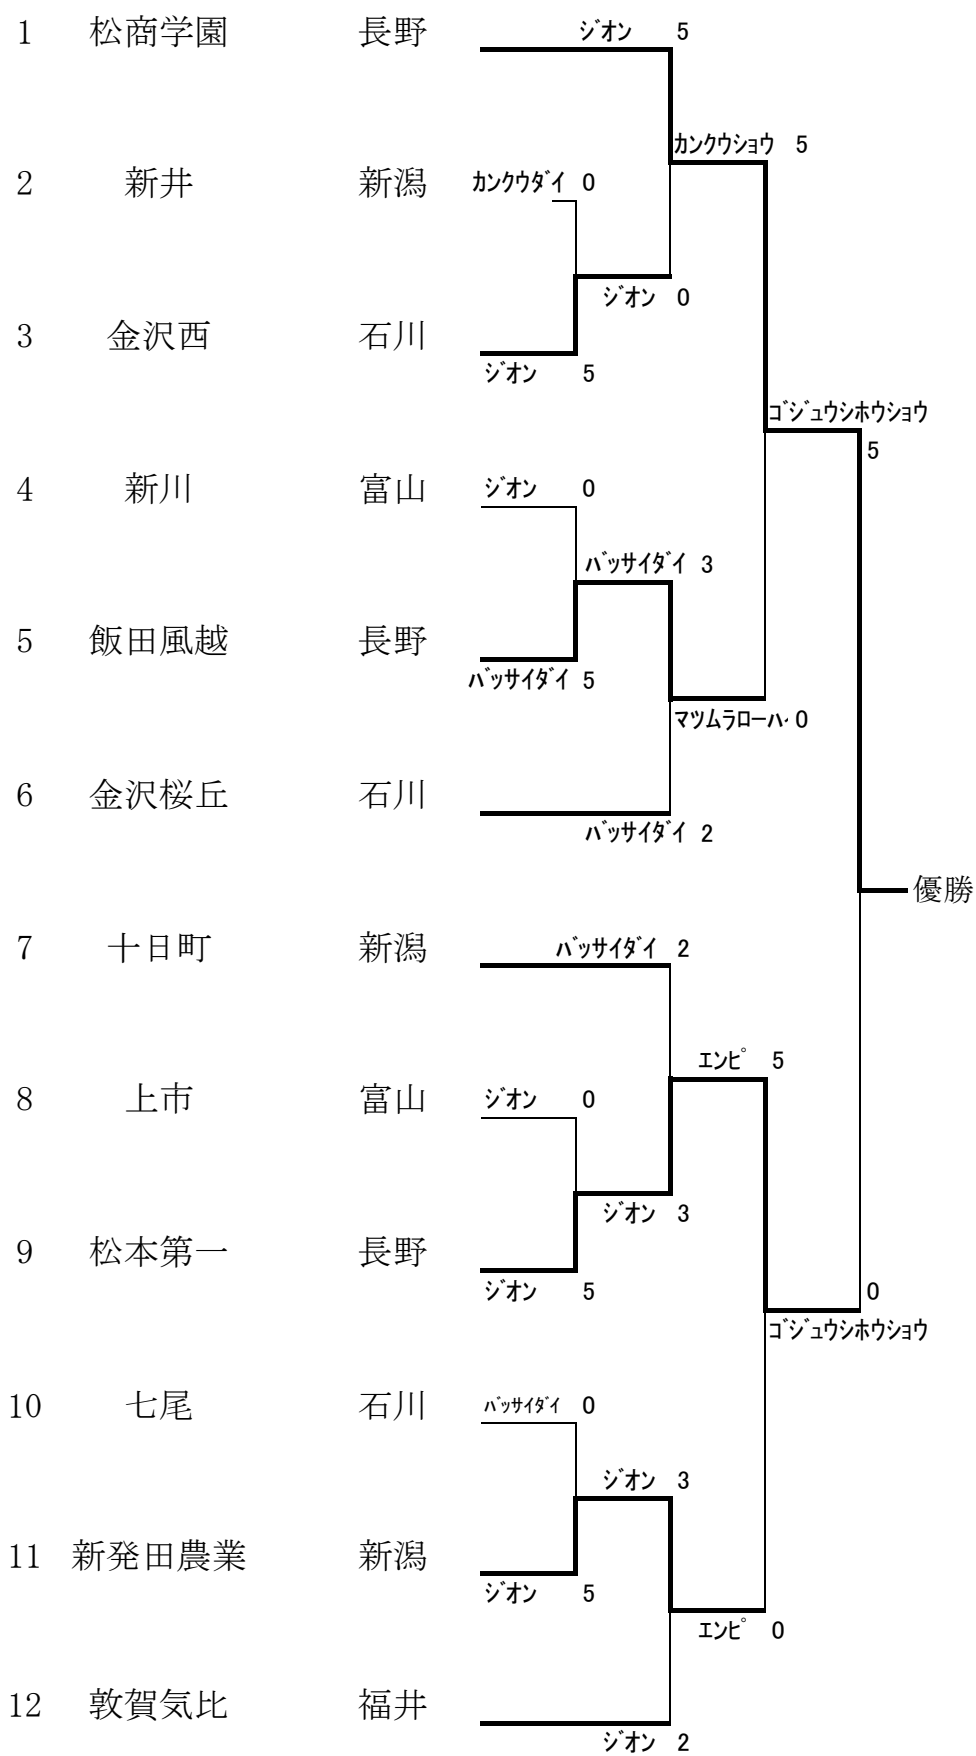 1 松商学園 長野 ｼﾞｵﾝ 5
ｶﾝｸｳｼｮｳ 5
2 新井 新潟 ｶﾝｸｳﾀﾞｲ 0
ｼﾞｵﾝ 0
3 金沢西 石川
ｼﾞｵﾝ 5
ｺﾞｼﾞｭｳｼﾎｳｼｮｳ
5
4 新川 富山 ｼﾞｵﾝ 0
ﾊﾞｯｻｲﾀﾞｲ 3
5 飯田風越 長野
ﾊﾞｯｻｲﾀﾞｲ 5
ﾏﾂﾑﾗﾛｰﾊ 0
6 金沢桜丘 石川
ﾊﾞｯｻｲﾀﾞｲ 2
優勝
7 十日町 新潟 ﾊﾞｯｻｲﾀﾞｲ 2
ｴﾝﾋﾟ 5
8 上市 富山 ｼﾞｵﾝ 0
ｼﾞｵﾝ 3
9 松本第一 長野
ｼﾞｵﾝ 5
0
ｺﾞｼﾞｭｳｼﾎｳｼｮｳ
10 七尾 石川 ﾊﾞｯｻｲﾀﾞｲ 0
ｼﾞｵﾝ 3
11 新発田農業 新潟
ｼﾞｵﾝ 5
ｴﾝﾋﾟ 0
12 敦賀気比 福井
ｼﾞｵﾝ 2